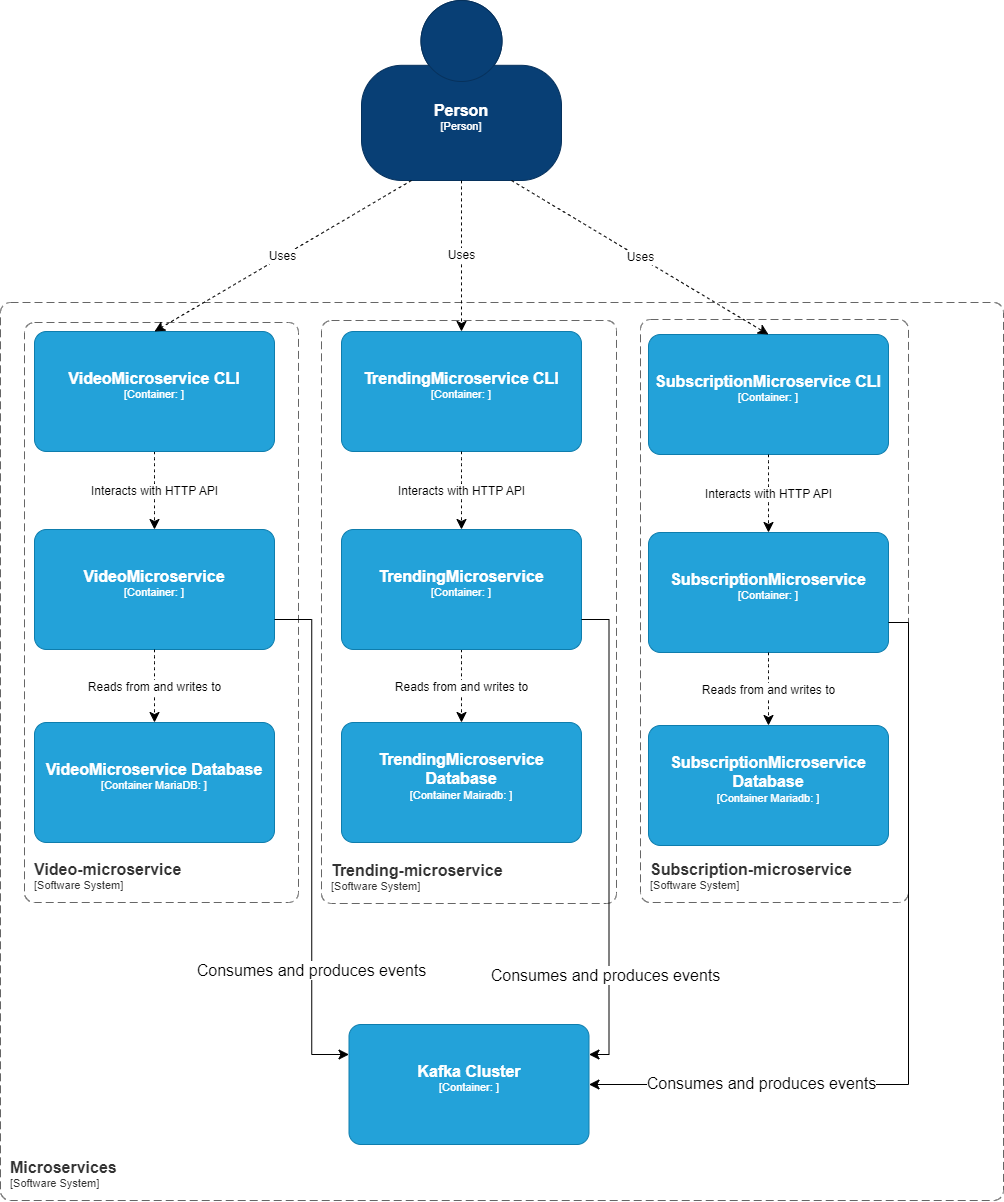 Person
[Person]
Uses
Uses
Uses
VideoMicroservice CLI
[Container: ]
TrendingMicroservice CLI
[Container: ]
SubscriptionMicroservice CLI
[Container: ]
Interacts with HTTP API
Interacts with HTTP API
Interacts with HTTP API
VideoMicroservice
[Container: ]
TrendingMicroservice
[Container: ]
SubscriptionMicroservice
[Container: ]
Reads from and writes to
Reads from and writes to
Reads from and writes to
VideoMicroservice Database
[Container MariaDB: ]
TrendingMicroservice
Database
[Container Mairadb: ]
SubscriptionMicroservice
Database
[Container Mariadb: ]
Video-microservice
[Software System]
Trending-microservice
[Software System]
Subscription-microservice
[Software System]
Consumes and produces events
Consumes and produces events
Kafka Cluster
[Container: ]
Consumes and produces events
Microservices
[Software System]